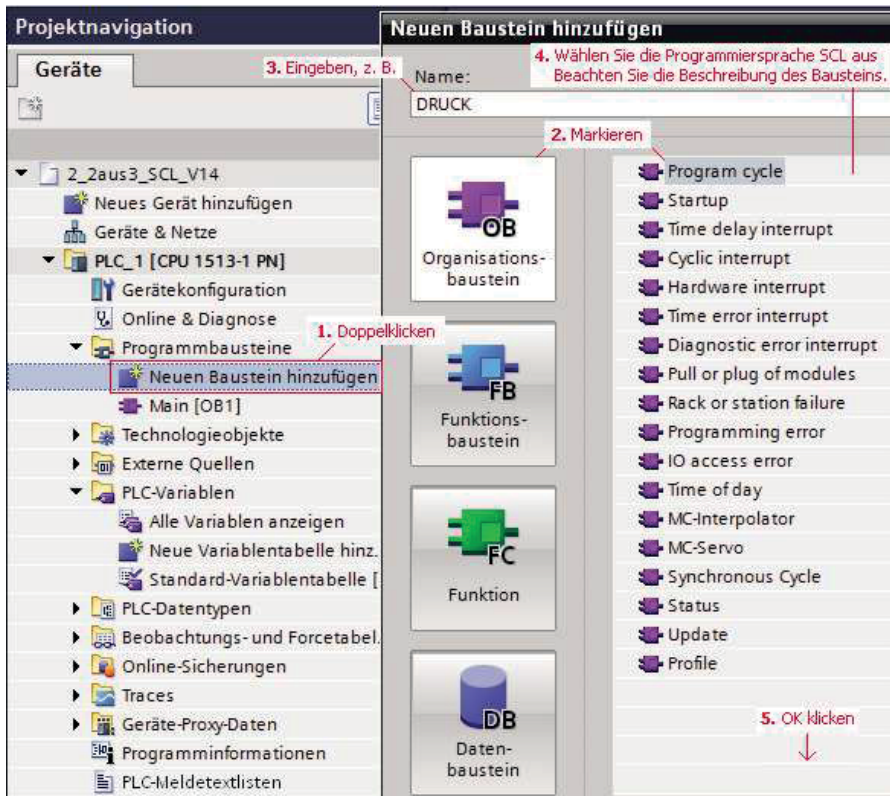 Projektnavigation
Geräte
2_2aus3_SCL_V14
Neues Gerät hinzufügen
Geräte & Netze
PLC_1 [CPU 1513-1 PN]
Gerätekonfiguration
Online & Diagnose
1. Doppelklicken
Programmbausteine
Neuen Baustein hinzufügen
Main [OB1]
Technologieobjekte
Externe Quellen
PLC-Variablen
Alle Variablen anzeigen
Neue Variablentabelle hinz.
Standard-Variablentabelle [
PLC-Datentypen
Beobachtungs- und Forcetabel.
Online-Sicherungen
Traces
Geräte-Proxy-Daten
Programminformationen
PLC-Meldetextlisten
Neuen Baustein hinzufügen
3. Eingeben, z. B.
4. Wählen Sie die Programmiersprache SCL aus
Beachten Sie die Beschreibung des Bausteins.
Name:
DRUCK
2. Markieren
OB
Organisations-
baustein
FB
Funktions-
baustein
FC
Funktion
DB
Daten-
baustein
Program cycle
Startup
Time delay interrupt
Cyclic interrupt
Hardware interrupt
Time error interrupt
Diagnostic error interrupt
Pull or plug of modules
Rack or station failure
Programming error
IO access error
Time of day
MC-Interpolator
MC-Servo
Synchronous Cycle
Status
Update
Profile
5. OK klicken